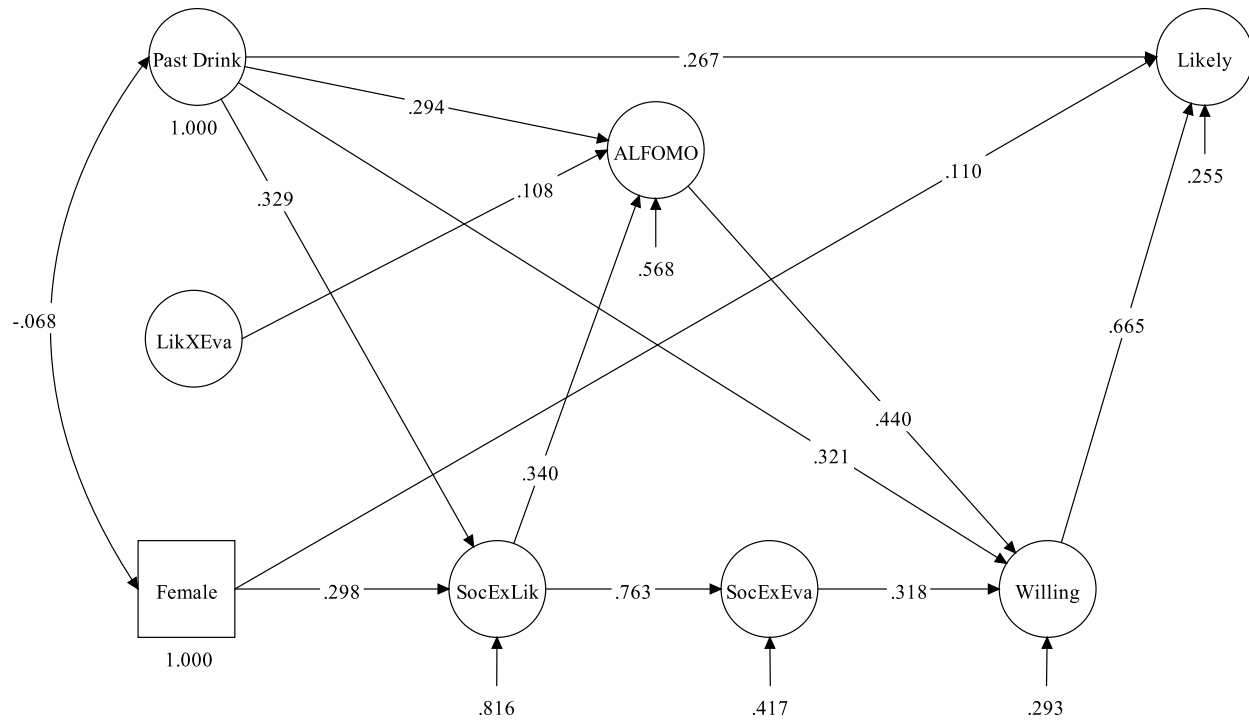 Past Drink
.267
Likely
.294
1.000
ALFOMO
.110
.255
.108
.329
.568
-.068
LikXEva
.665
.440
.321
.340
Female
.298
SocExLik
.763
SocExEva
.318
Willing
1.000
.816
.417
.293